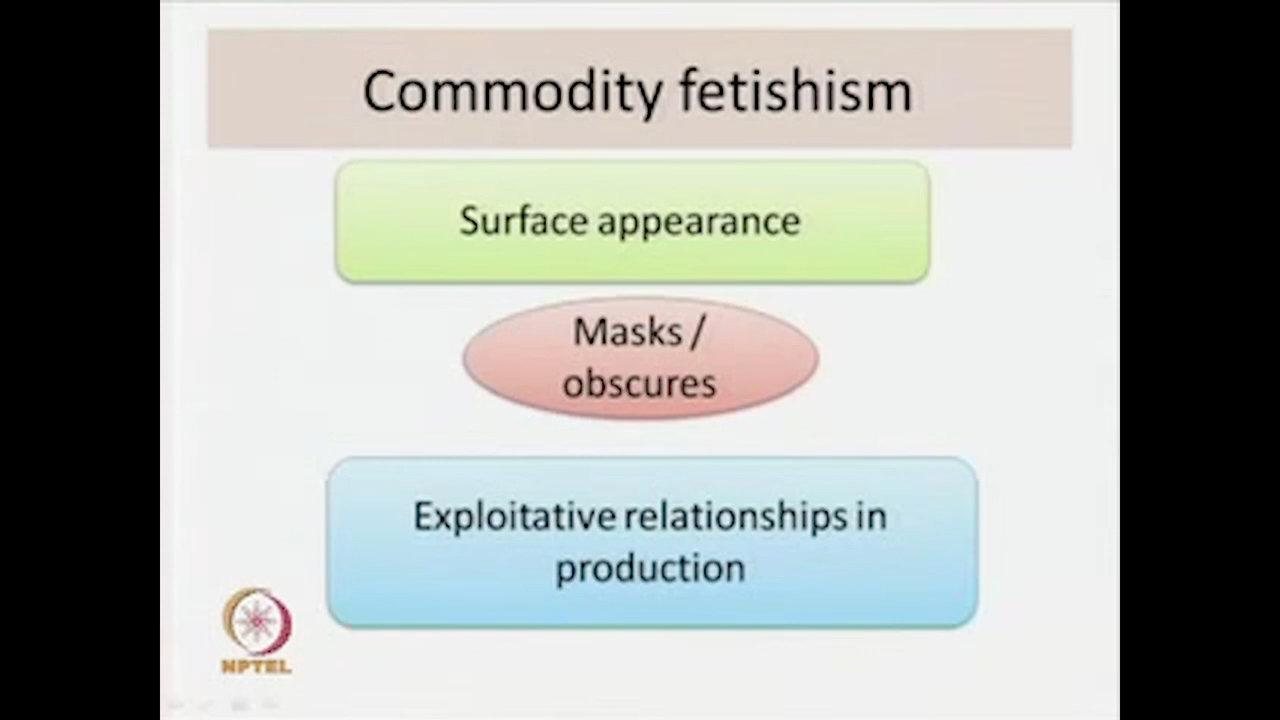 Commodity fetishism
Surface appearance
Masks /
obscures
Exploitative relationships in
production
NPTEL